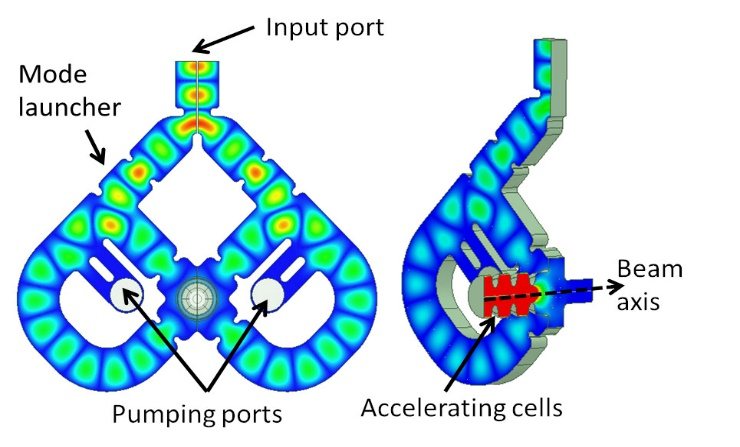 Input port
Mode
launcher
Beam
axis
Pumping ports
Accelerating cells